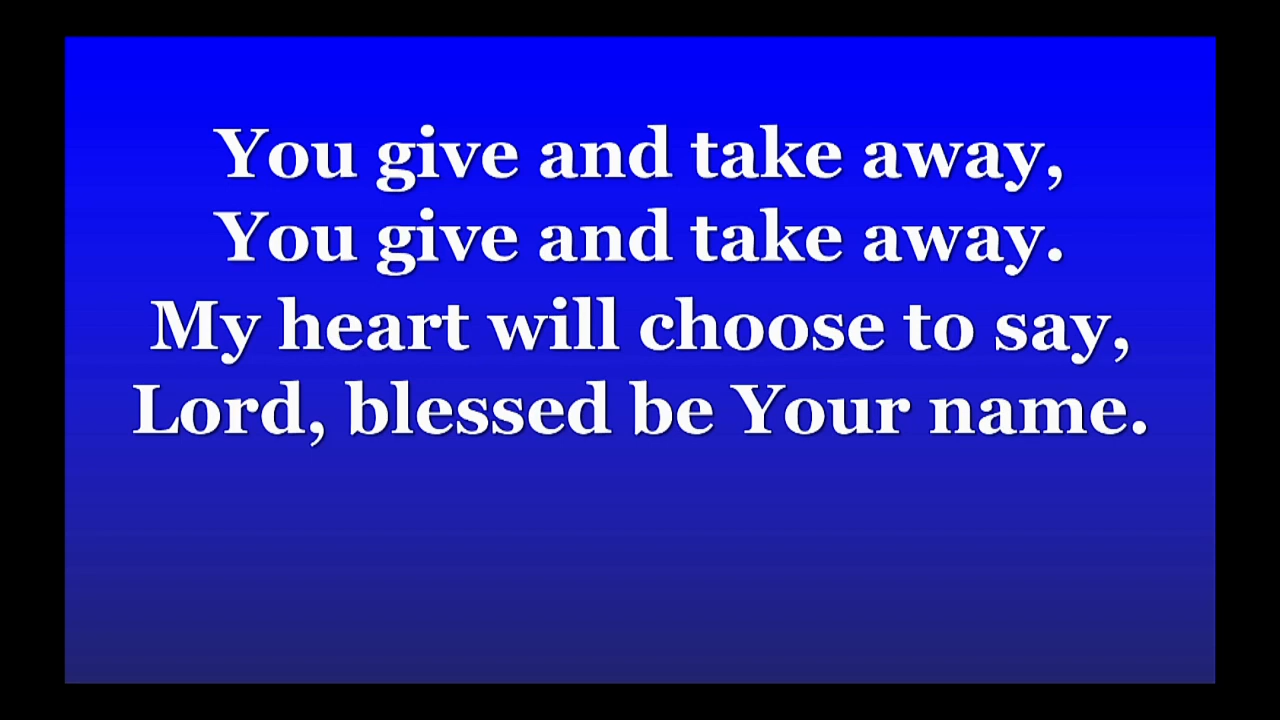 You give and take away,
You give and take away.
My heart will choose to say,
Lord, blessed be Your name.